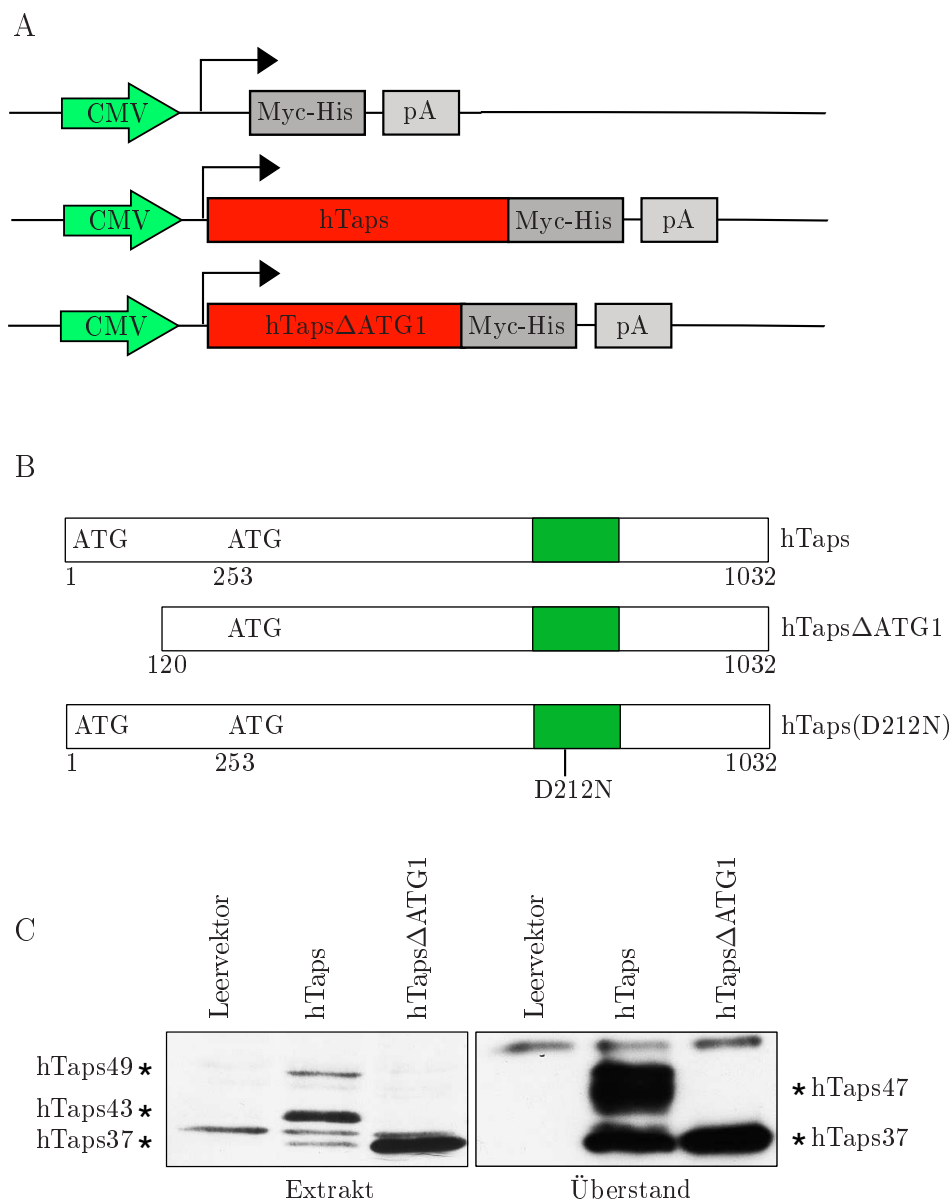 A
CMV Myc-His pA
CMV hTaps Myc-His pA
CMV hTapsΔATG1 Myc-His pA
B
ATG ATG hTaps
1 253 1032
ATG hTapsΔATG1
120 1032
ATG ATG hTaps(D212N)
1 253 1032
D212N
C
Leervektor
hTaps
hTapsΔATG1
Leervektor
hTaps
hTapsΔATG1
hTaps49 *
hTaps43 *
hTaps37 *
* hTaps47
* hTaps37
Extrakt
Überstand